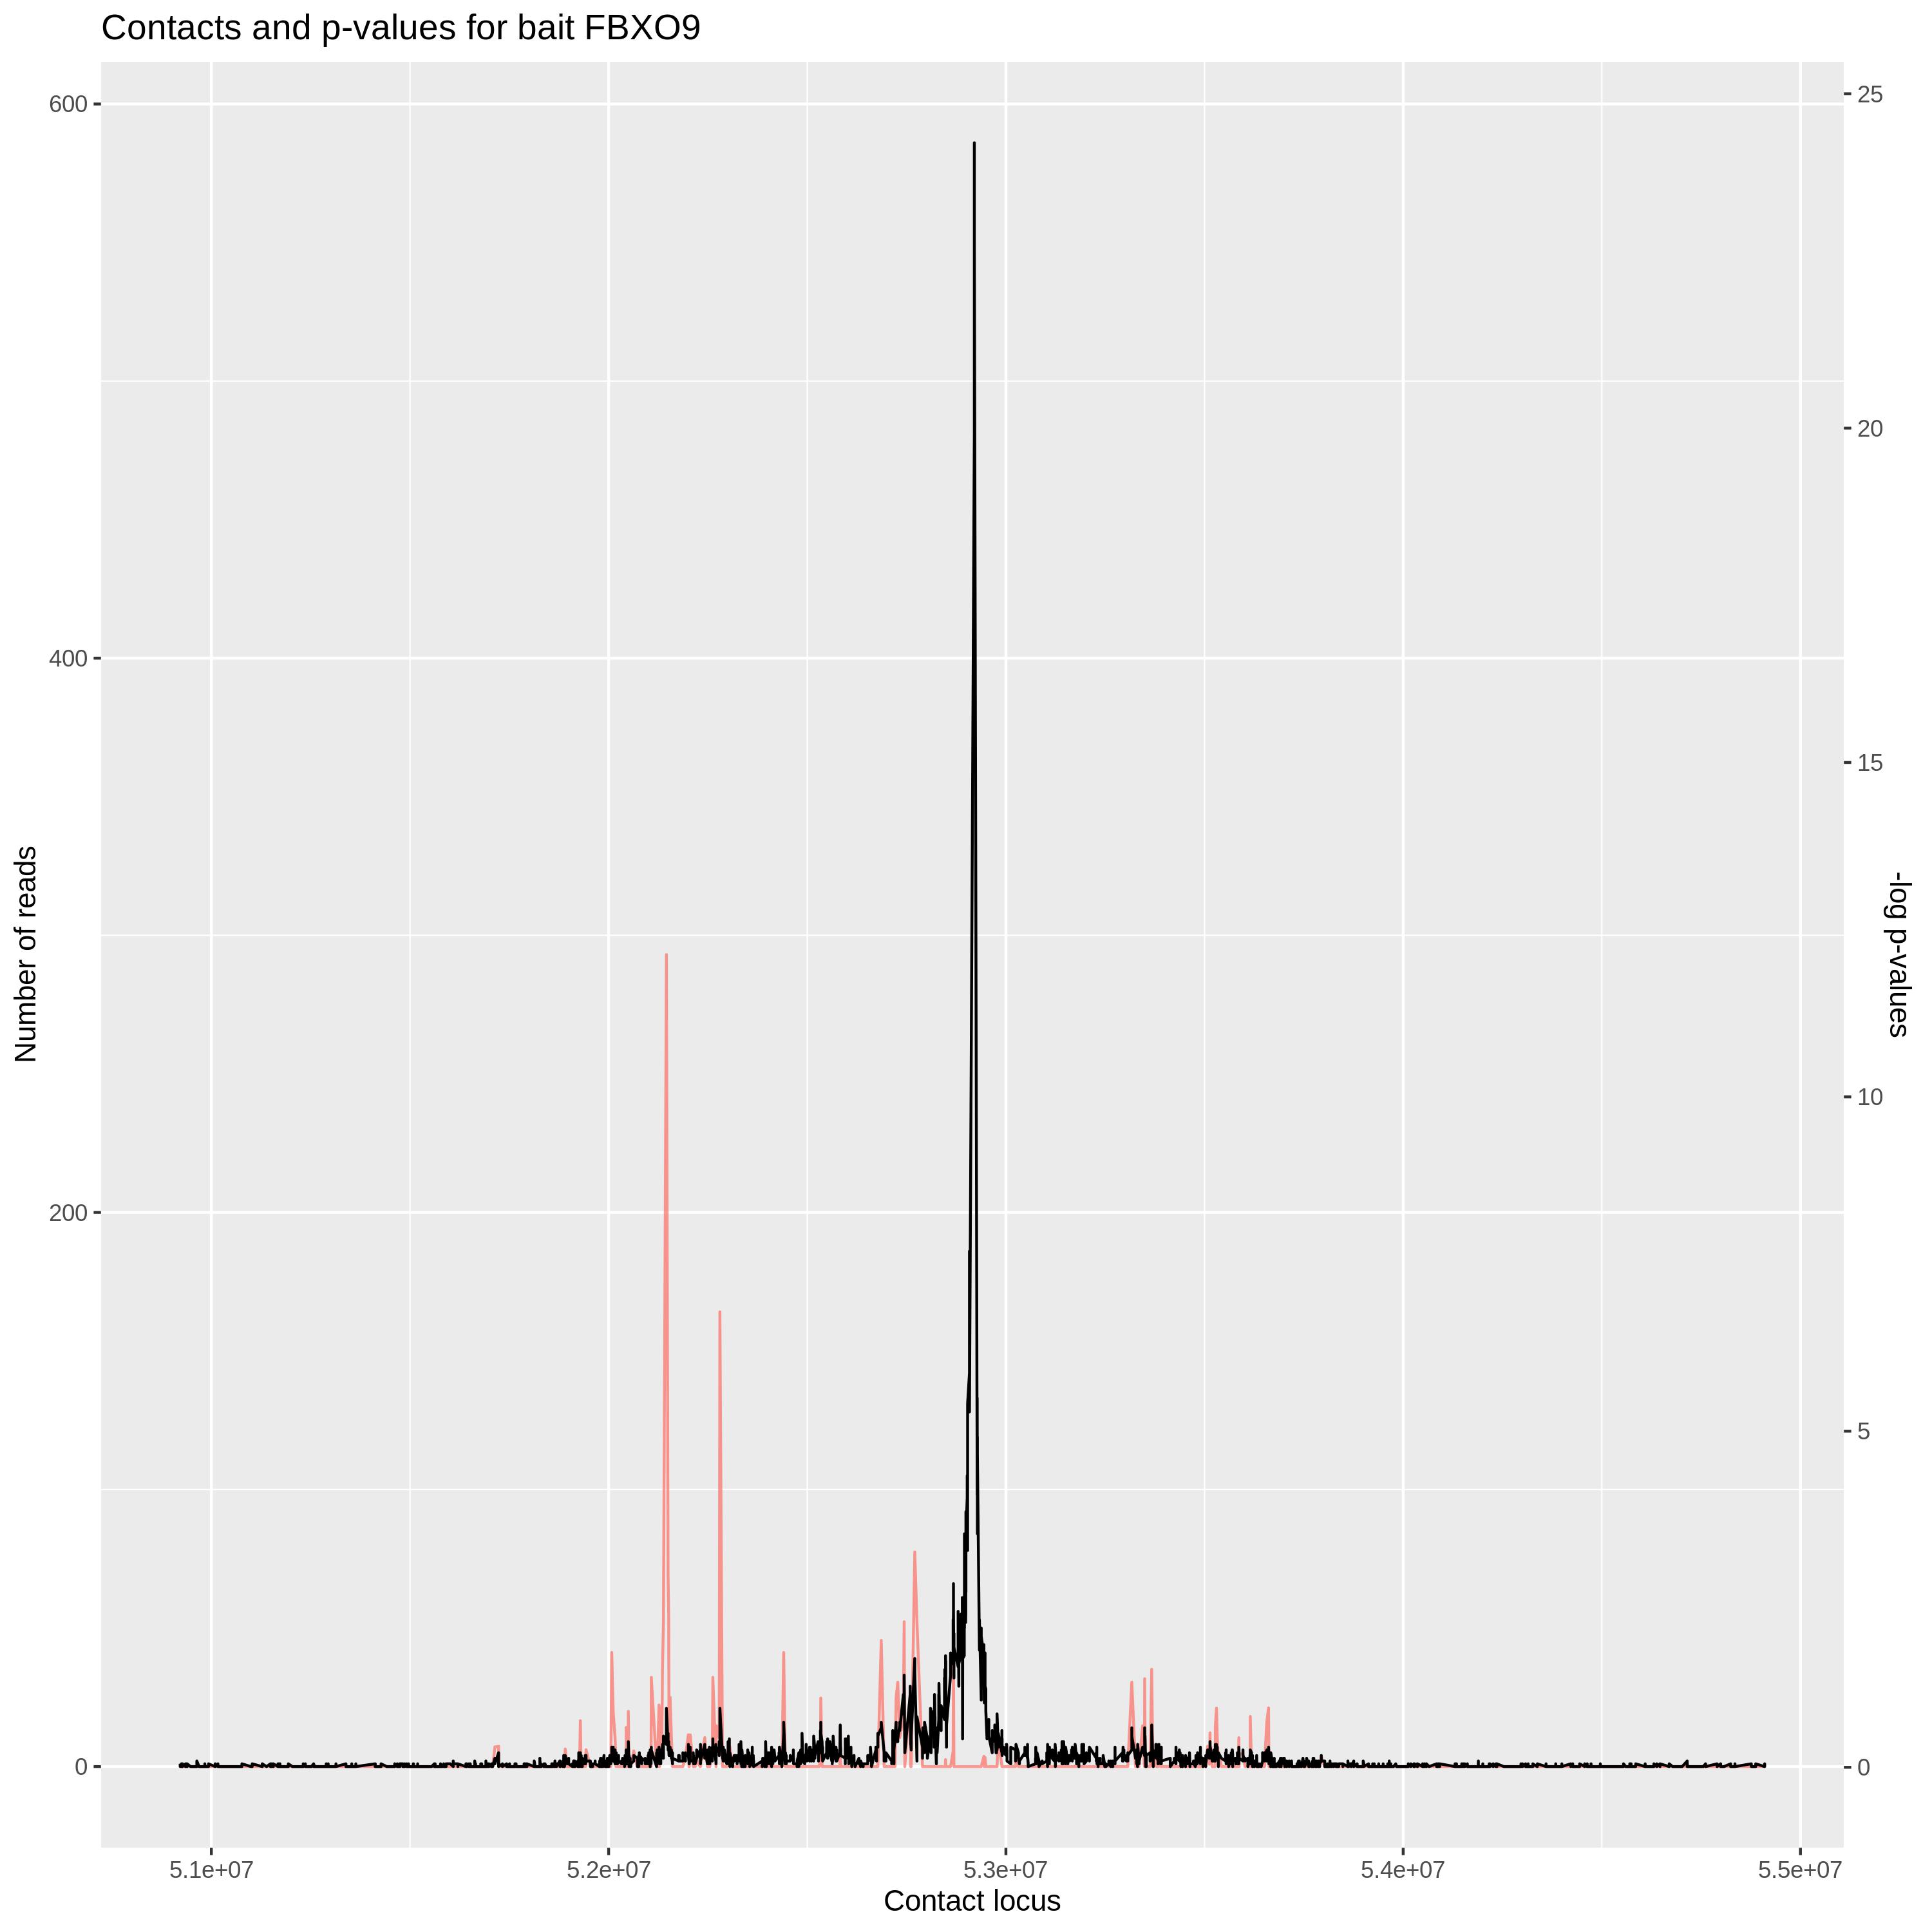 Contacts and p-values for bait FBXO9
600
400
200
0
Number of reads
25
20
15
10
5
0
-log p-values
5.1e+07 5.2e+07 5.3e+07 5.4e+07 5.5e+07
Contact locus